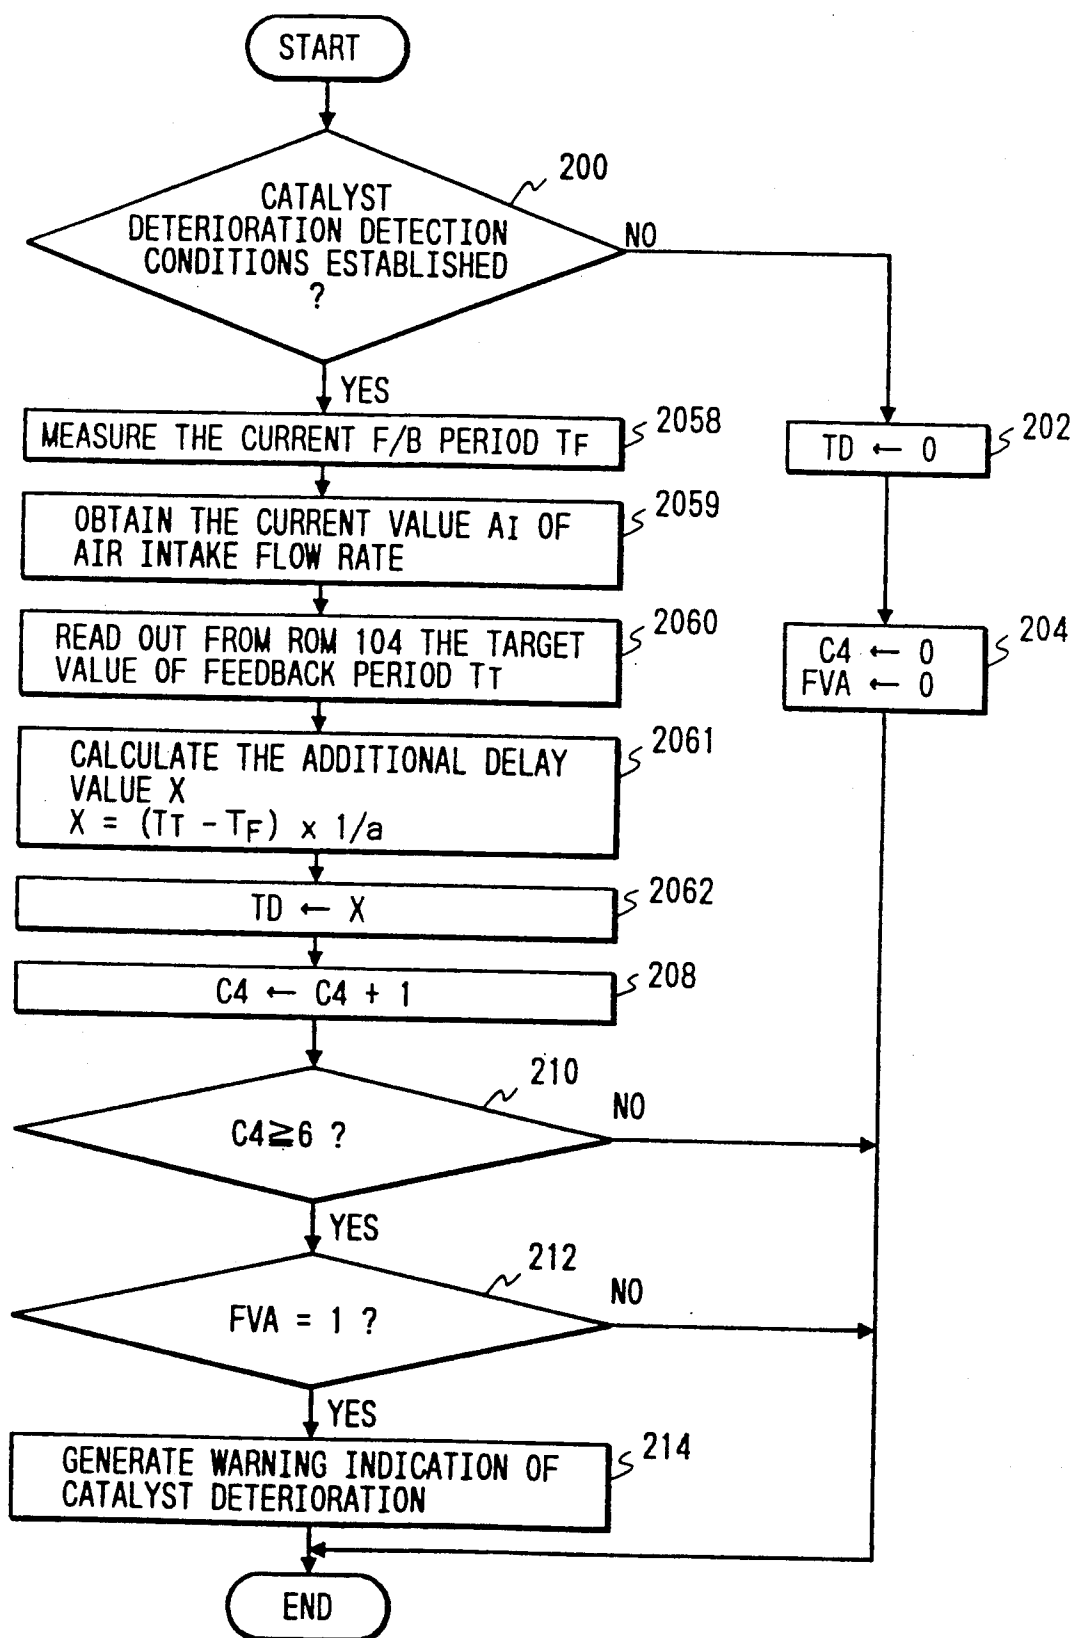 START
200
CATALYST
DETERIORATION DETECTION
CONDITIONS ESTABLISHED
?
NO
YES
MEASURE THE CURRENT F/B PERIOD TF
2058
TD ← 0
202
OBTAIN THE CURRENT VALUE AI OF
AIR INTAKE FLOW RATE
2059
READ OUT FROM ROM 104 THE TARGET
VALUE OF FEEDBACK PERIOD TT
2060
C4 ← 0
FVA ← 0
204
CALCULATE THE ADDITIONAL DELAY
VALUE X
X = (TT - TF) x 1/a
2061
TD ← X
2062
C4 ← C4 + 1
208
210
C4≧6 ?
NO
YES
212
FVA = 1 ?
NO
YES
GENERATE WARNING INDICATION OF
CATALYST DETERIORATION
214
END